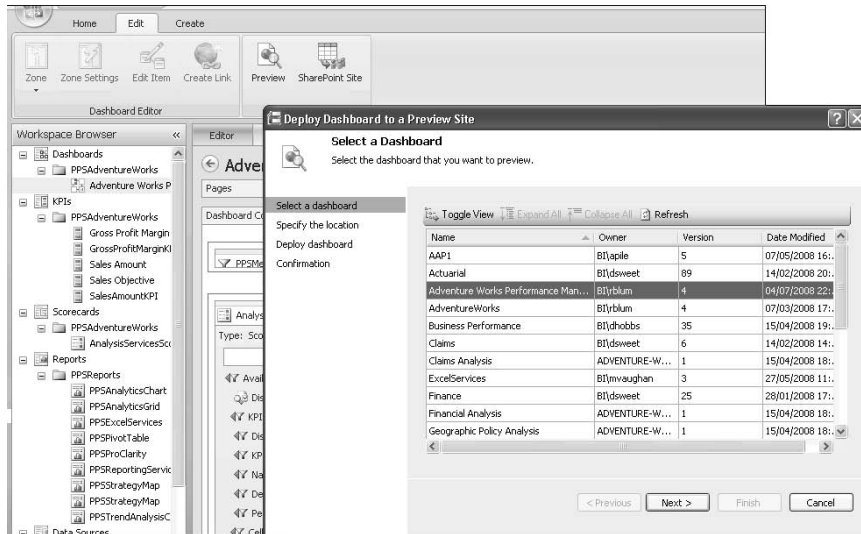 Home Edit Create
Zone Zone Settings Edit Item Create Link Preview SharePoint Site
Dashboard Editor
Workspace Browser «
Dashboards
PPSAdventureWorks
Adventure Works P
KPIs
PPSAdventureWorks
Gross Profit Margin
GrossProfitMarginKI
Sales Amount
Sales Objective
SalesAmountKPI
Scorecards
PPSAdventureWorks
AnalysisServicesSco
Reports
PPSReports
PPSAnalyticsChart
PPSAnalyticsGrid
PPSExcelServices
PPSPivotTable
PPSProClarity
PPSReportingServic
PPSStrategyMap
PPSStrategyMap
PPSTrendAnalysisC
Data Sources
Editor
Adve
Pages
Dashboard Co
PPSMe
Analys
Type: Sco
Avail
Dis
KPI
Dis
KP
Na
De
Pe
Cell
Deploy Dashboard to a Preview Site
Select a Dashboard
Select the dashboard that you want to preview.
Select a dashboard
Specify the location
Deploy dashboard
Confirmation
Toggle View Expand All Collapse All Refresh
Name Owner Version Date Modified
AAP1 BI\apile 5 07/05/2008 16:.
Actuarial BI\dsweet 89 14/02/2008 20:.
Adventure Works Performance Man... BI\rblum 4 04/07/2008 22:.
AdventureWorks BI\rblum 4 07/03/2008 17:.
Business Performance BI\dhobbs 35 15/04/2008 19:.
Claims BI\dsweet 6 14/02/2008 14:.
Claims Analysis ADVENTURE-W... 1 15/04/2008 18:.
ExcelServices BI\mvaughan 3 27/05/2008 11:.
Finance BI\dsweet 25 28/01/2008 17:.
Financial Analysis ADVENTURE-W... 1 15/04/2008 18:.
Geographic Policy Analysis ADVENTURE-W... 1 15/04/2008 18:.
< Previous Next > Finish Cancel